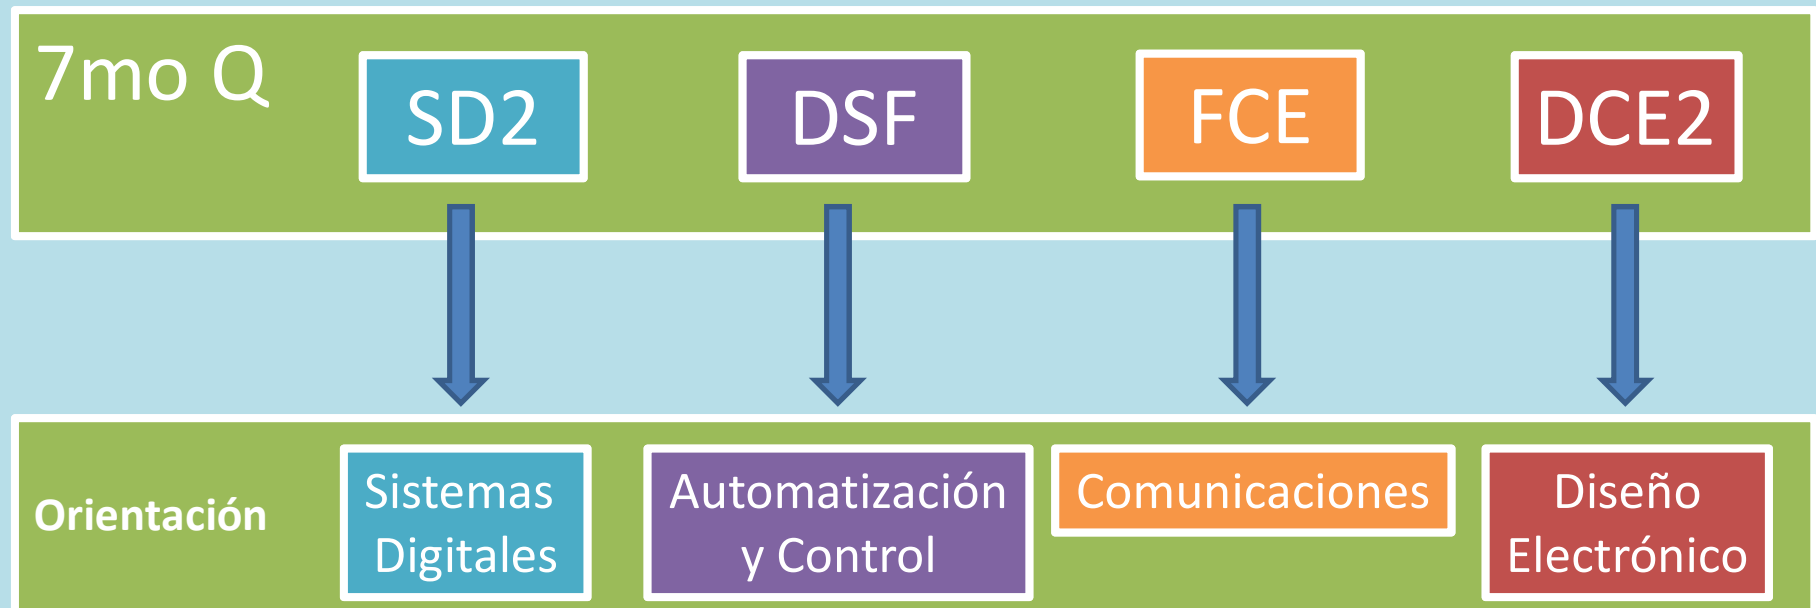 7mo Q
SD2
DSF
FCE
DCE2
Orientación
Sistemas
Digitales
Automatización
y Control
Comunicaciones
Diseño
Electrónico